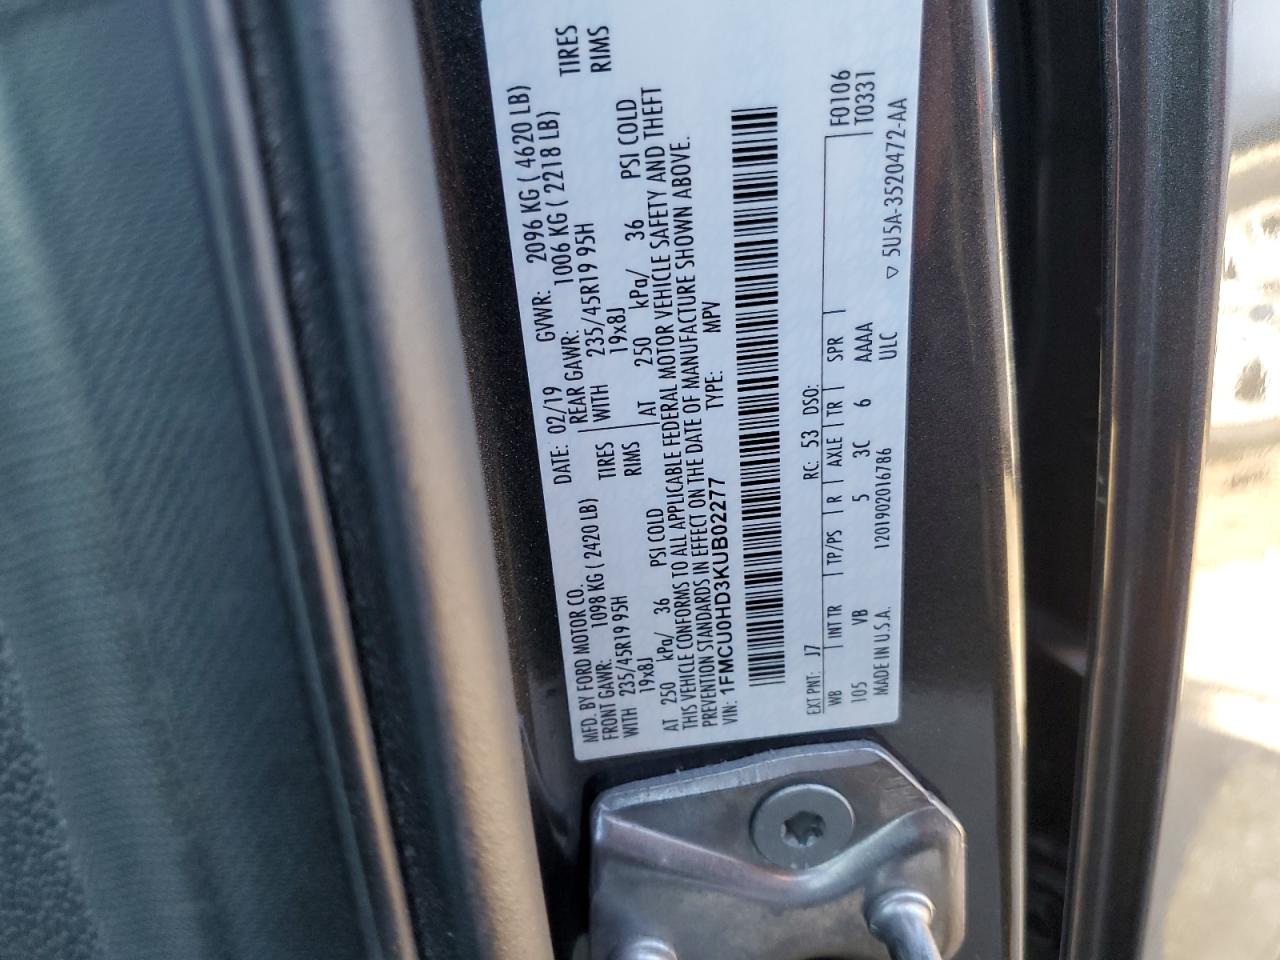 MFD. BY FORD MOTOR CO. DATE: 02/19 GVWR: 2096 KG ( 4620 LB)
FRONT GAWR: 1098 KG ( 2420 LB) REAR GAWR: 1006 KG ( 2218 LB)
WITH 235/45R19 95H TIRES WITH 235/45R19 95H TIRES
19x8J RIMS 19x8J RIMS
AT 250 kPa/ 36 PSI COLD AT 250 kPa/ 36 PSI COLD
THIS VEHICLE CONFORMS TO ALL APPLICABLE FEDERAL MOTOR VEHICLE SAFETY AND THEFT
PREVENTION STANDARDS IN EFFECT ON THE DATE OF MANUFACTURE SHOWN ABOVE.
VIN: 1FMCU0HD3KUB02277 TYPE: MPV
EXT PNT: J7 RC: 53 DSO: F0106
WB INT TR TP/PS R AXLE TR SPR T0331
105 VB 5 3C 6 AAAA
MADE IN U.S.A. 1201902016786 ULC ▽ 5U5A-3520472-AA